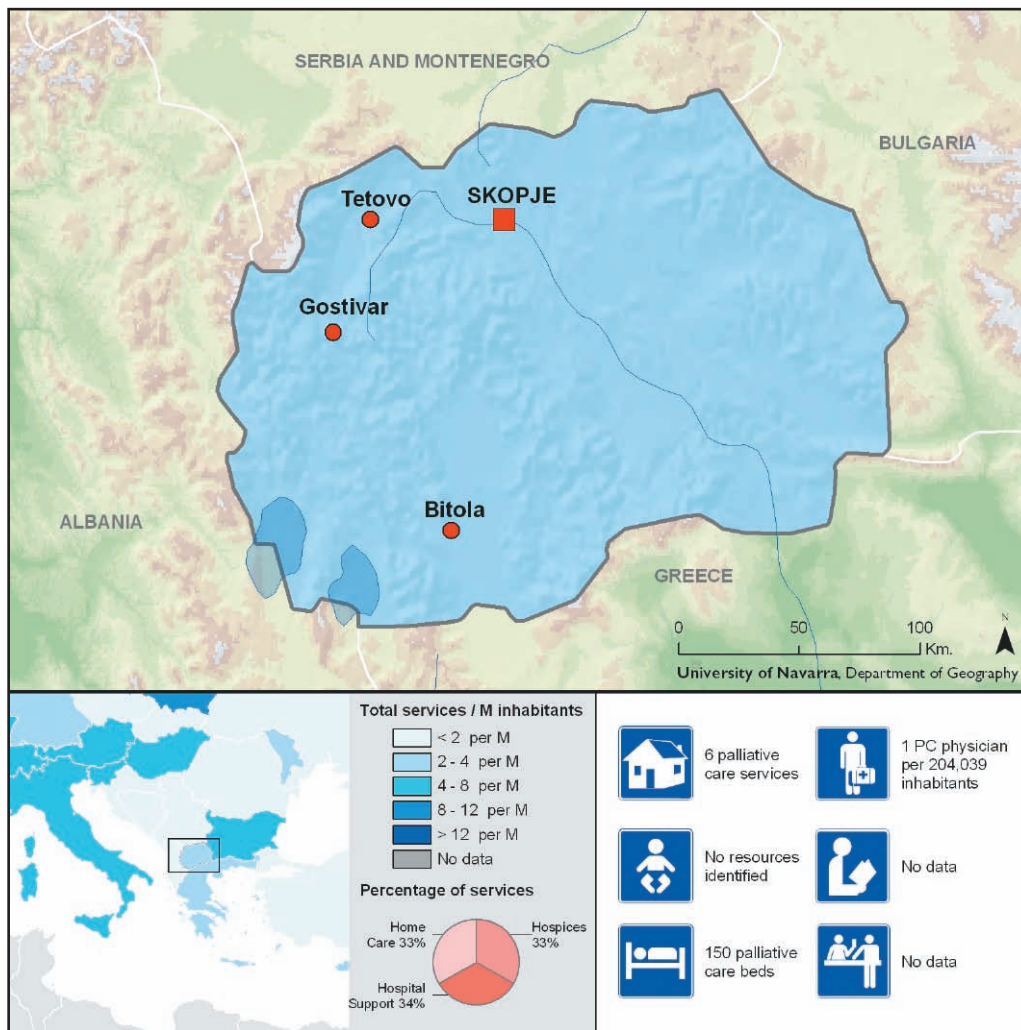 SERBIA AND MONTENEGRO
BULGARIA
Tetovo
SKOPJE
Gostivar
ALBANIA
Bitola
GREECE
0 50 100
Km.
N
University of Navarra, Department of Geography
Total services / M inhabitants
< 2 per M
2 - 4 per M
4 - 8 per M
8 - 12 per M
> 12 per M
No data
Percentage of services
Home
Care 33%
Hospices
33%
Hospital
Support 34%
6 palliative
care services
1 PC physician
per 204,039
inhabitants
No resources
identified
No data
150 palliative
care beds
No data